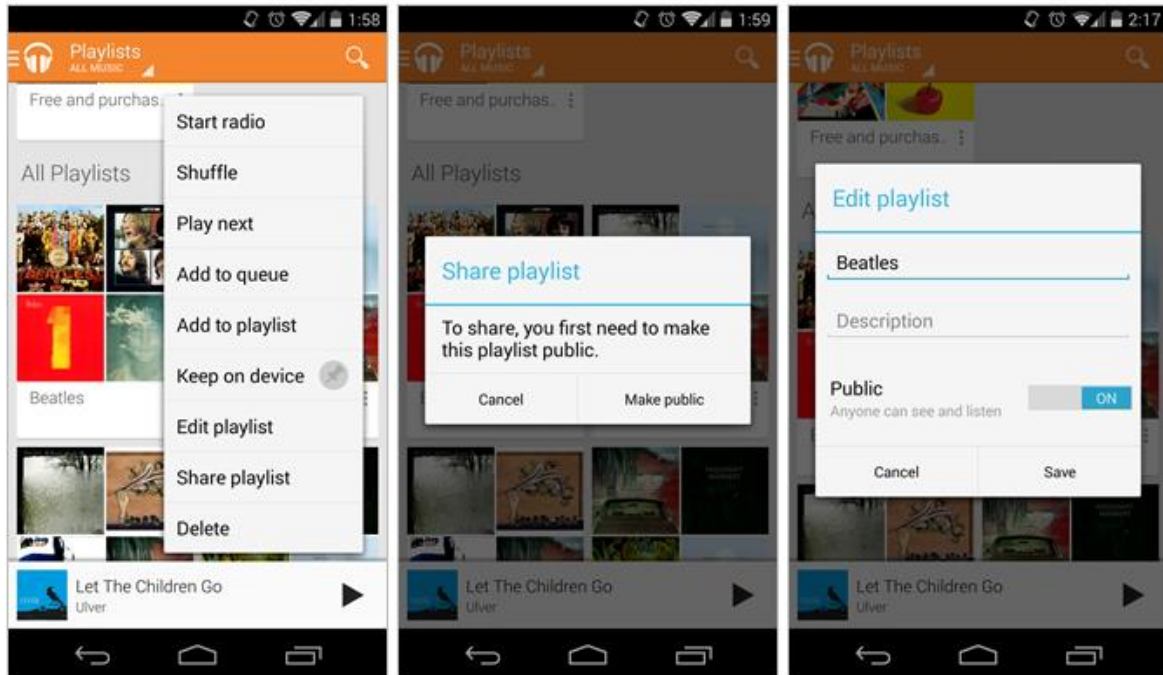 1:58
Playlists
ALL MUSIC
Free and purchas..
Start radio
Shuffle
All Playlists
Play next
Add to queue
Add to playlist
Keep on device
Beatles
Edit playlist
Share playlist
Delete
Let The Children Go
Ulver
1:59
Playlists
ALL MUSIC
Free and purchas..
All Playlists
Share playlist
To share, you first need to make
this playlist public.
Cancel
Make public
Let The Children Go
Ulver
2:17
Playlists
ALL MUSIC
Free and purchas..
Edit playlist
Beatles
Description
Public
ON
Anyone can see and listen
Cancel
Save
Let The Children Go
Ulver